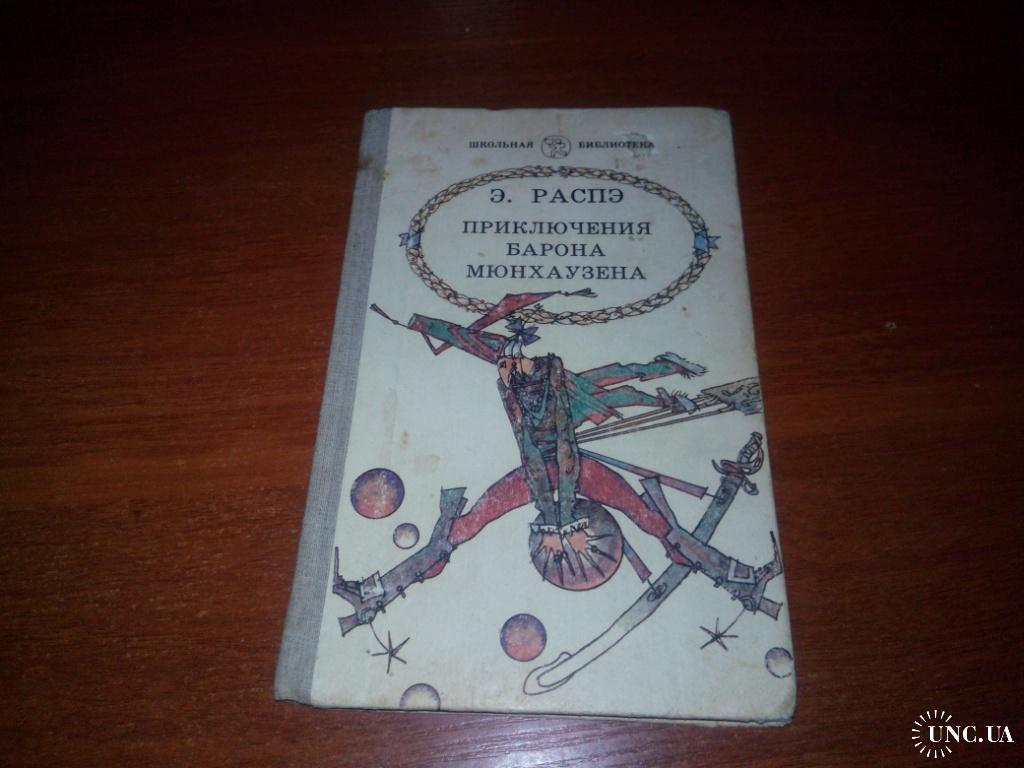 ШКОЛЬНАЯ БИБЛИОТЕКА
Э. РАСПЭ
ПРИКЛЮЧЕНИЯ
БАРОНА
МЮНХАУЗЕНА
UNC.UA